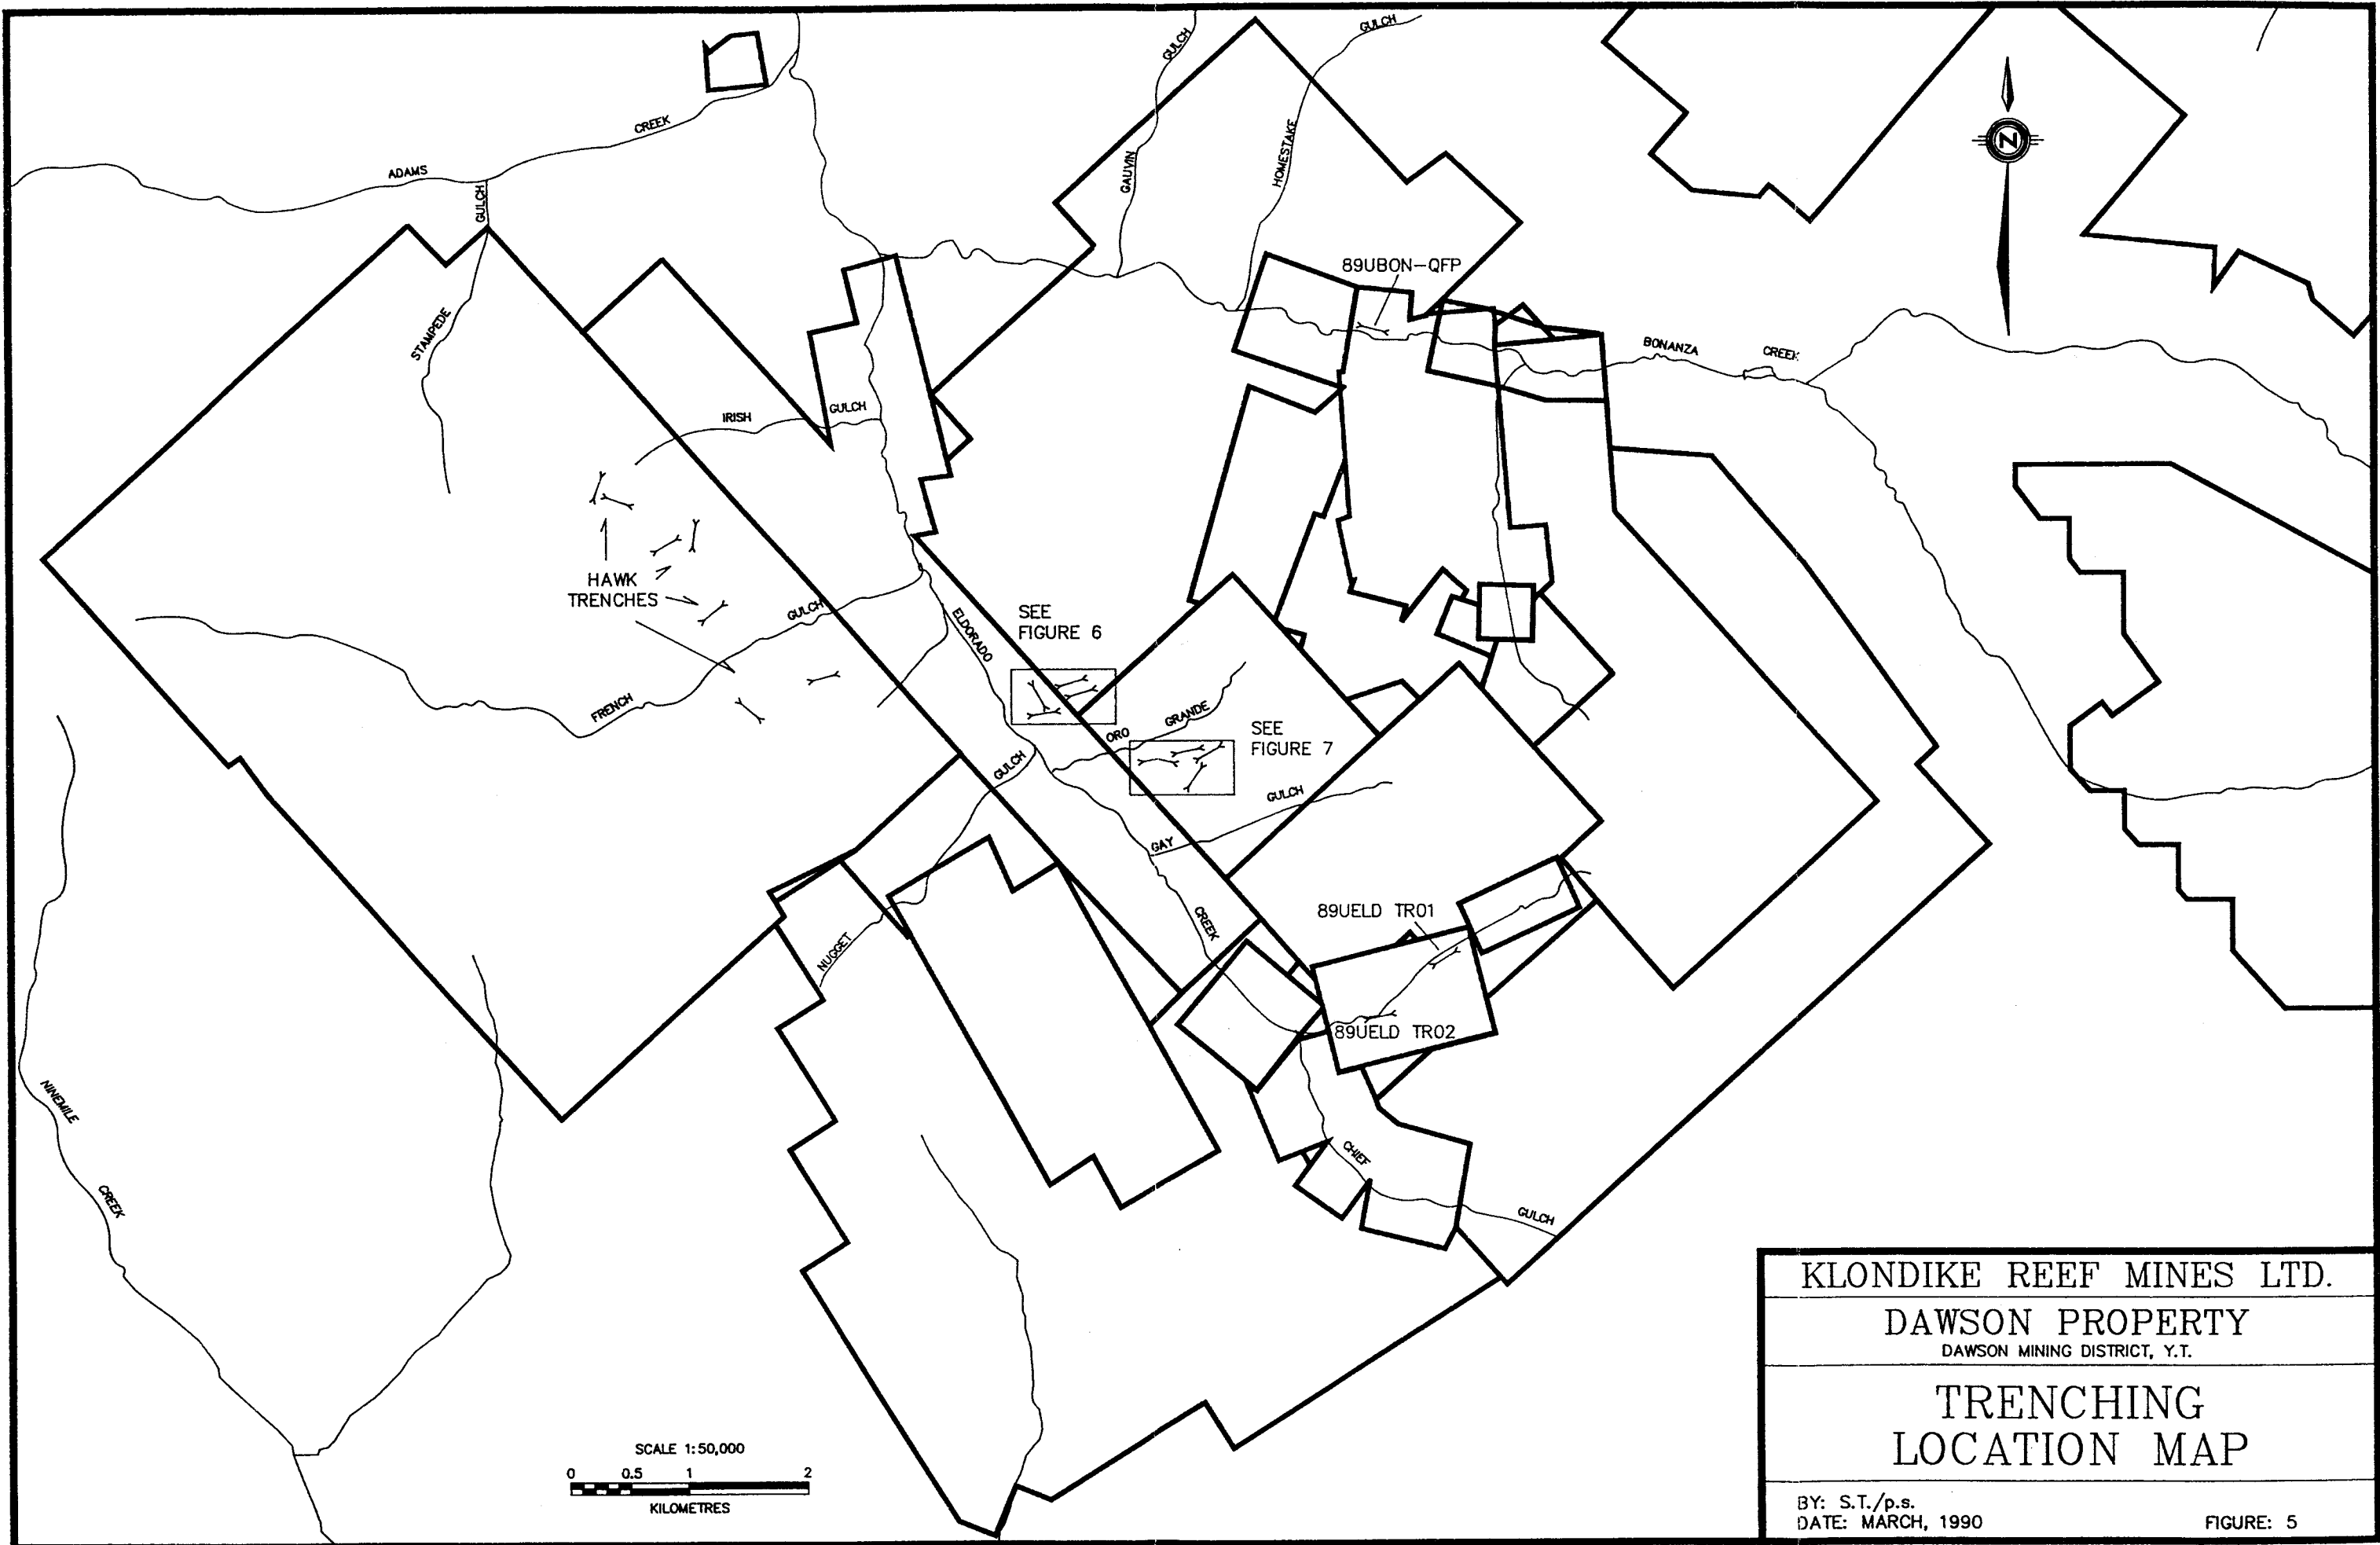 GULCH
GULCH
CREEK
ADAMS
GULCH
GAUVIN
HOMESTAKE
N
89UBON-QFP
STAMPEDE
BONANZA
CREEK
IRISH
GULCH
HAWK
TRENCHES
GULCH
ELDORADO
SEE
FIGURE 6
FRENCH
ORO
GRANDE
SEE
FIGURE 7
GULCH
GULCH
GAY
CREEK
NUGGET
89UELD TR01
89UELD TR02
NINEMILE
CREEK
CHIEF
GULCH
SCALE 1:50,000
0 0.5 1 2
KILOMETRES
KLONDIKE REEF MINES LTD.
DAWSON PROPERTY
DAWSON MINING DISTRICT, Y.T.
TRENCHING
LOCATION MAP
BY: S.T./p.s.
DATE: MARCH, 1990
FIGURE: 5